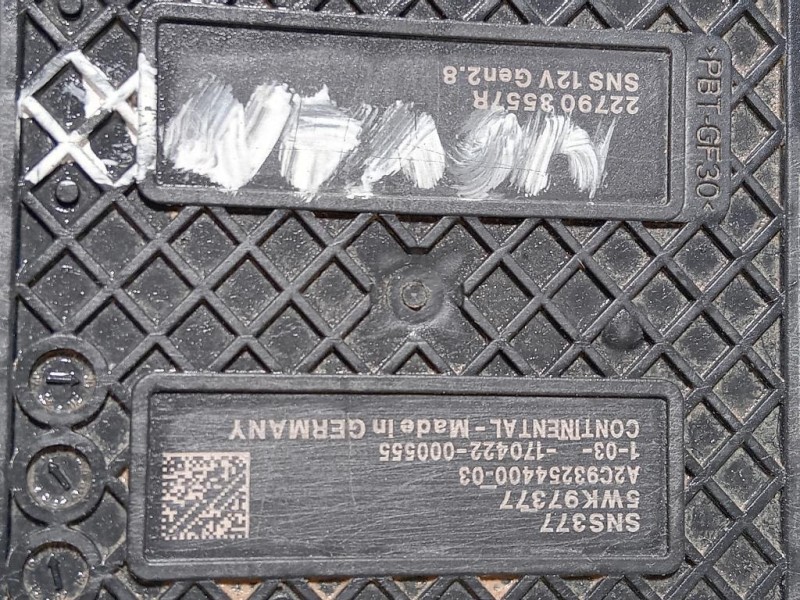 SNS377
5WK97377
A2C93254400-03
1-03- -170422-000555
CONTINENTAL - Made in GERMANY
22790 8557R
SNS 12V Gen2.8
>PBT-GF30<